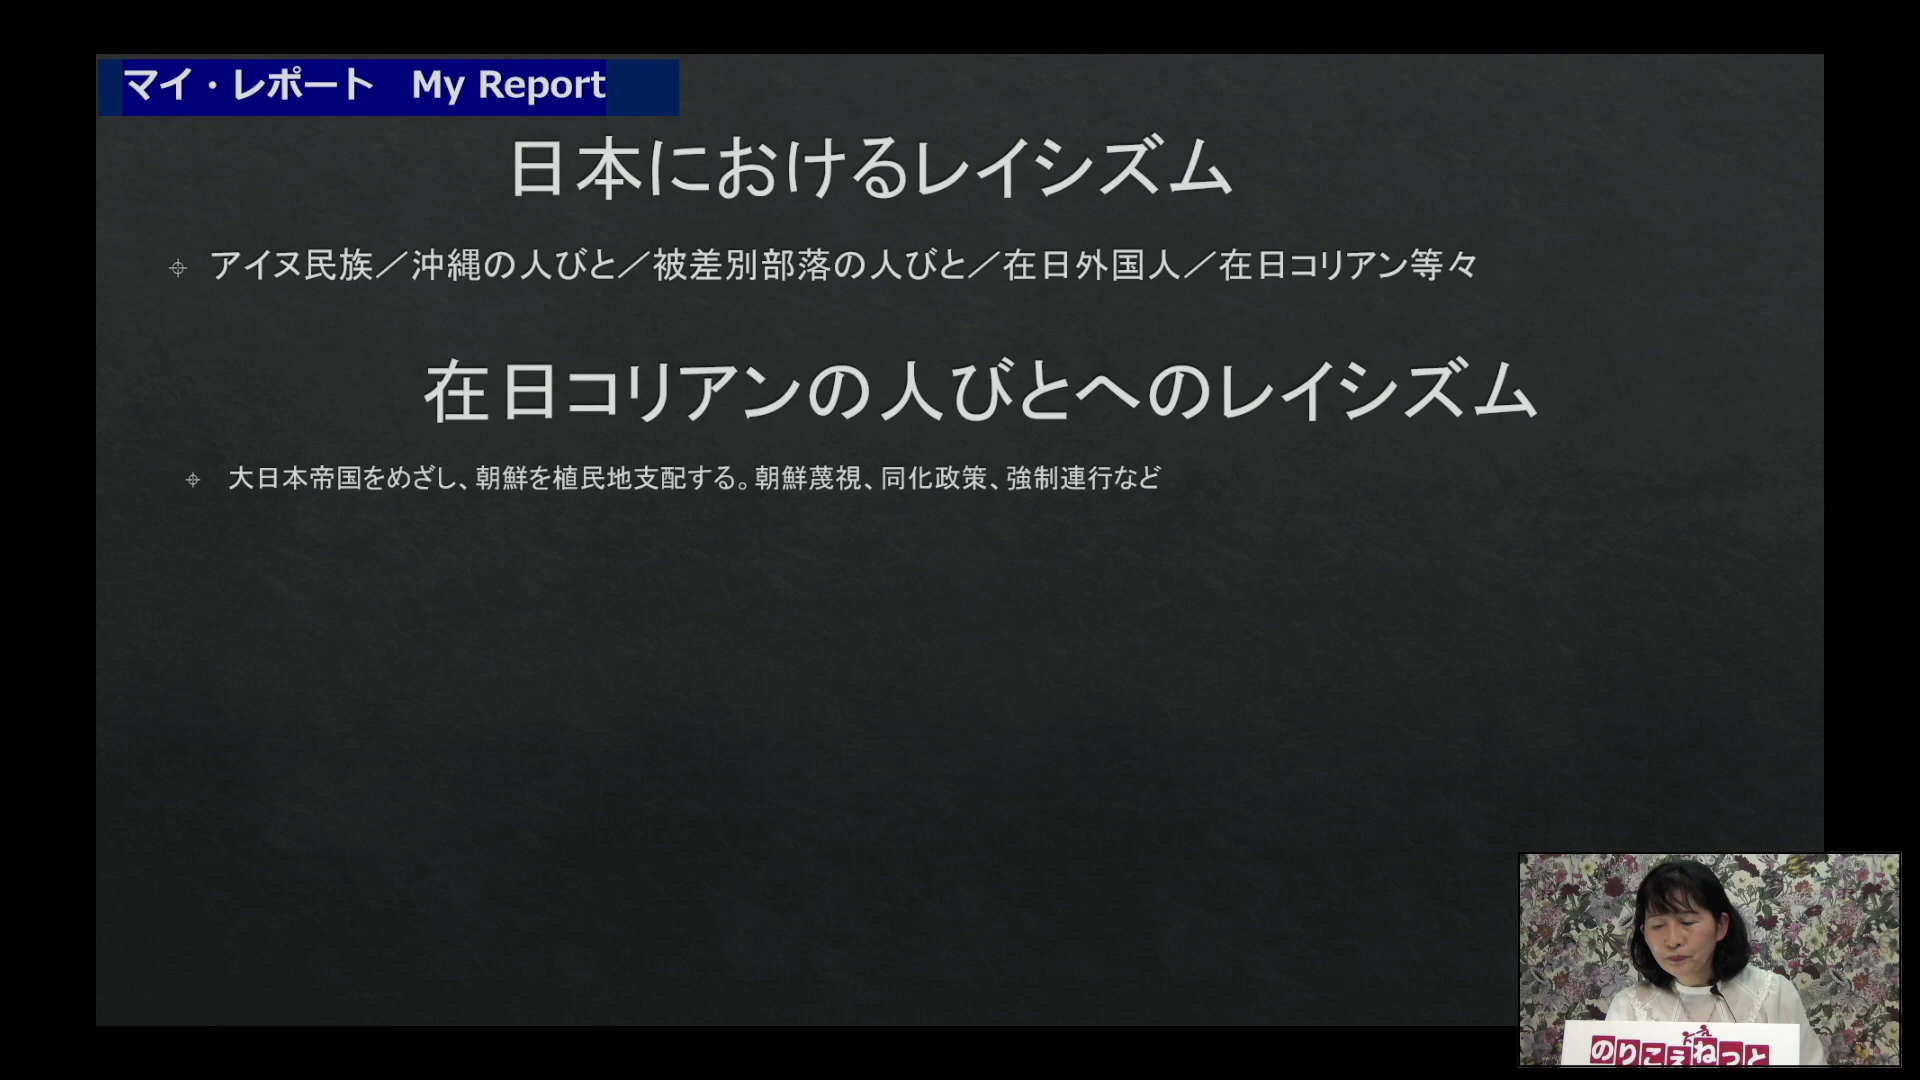 マイ・レポート　My Report
日本におけるレイシズム
アイヌ民族／沖縄の人びと／被差別部落の人びと／在日外国人／在日コリアン等々
在日コリアンの人びとへのレイシズム
大日本帝国をめざし、朝鮮を植民地支配する。朝鮮蔑視、同化政策、強制連行など
のりこえねっと